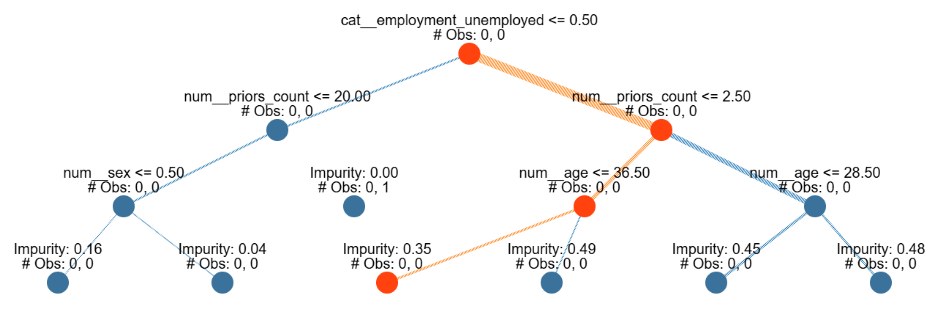 cat__employment_unemployed <= 0.50
# Obs: 0, 0
num__priors_count <= 20.00
# Obs: 0, 0
num__priors_count <= 2.50
# Obs: 0, 0
num__sex <= 0.50
# Obs: 0, 0
Impurity: 0.00
# Obs: 0, 1
num__age <= 36.50
# Obs: 0, 0
num__age <= 28.50
# Obs: 0, 0
Impurity: 0.16
# Obs: 0, 0
Impurity: 0.04
# Obs: 0, 0
Impurity: 0.35
# Obs: 0, 0
Impurity: 0.49
# Obs: 0, 0
Impurity: 0.45
# Obs: 0, 0
Impurity: 0.48
# Obs: 0, 0